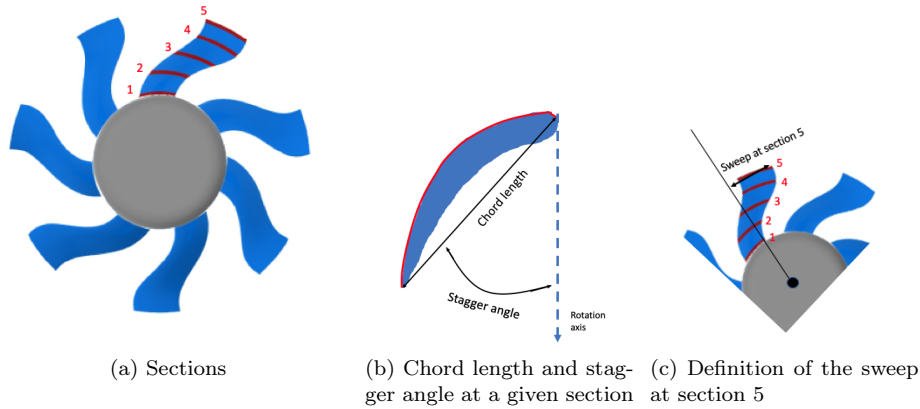 5
4
3
2
1
Chord length
Stagger angle
Rotation
axis
Sweep at section 5
5
4
3
2
1
(a) Sections
(b) Chord length and stag-
ger angle at a given section
(c) Definition of the sweep
at section 5